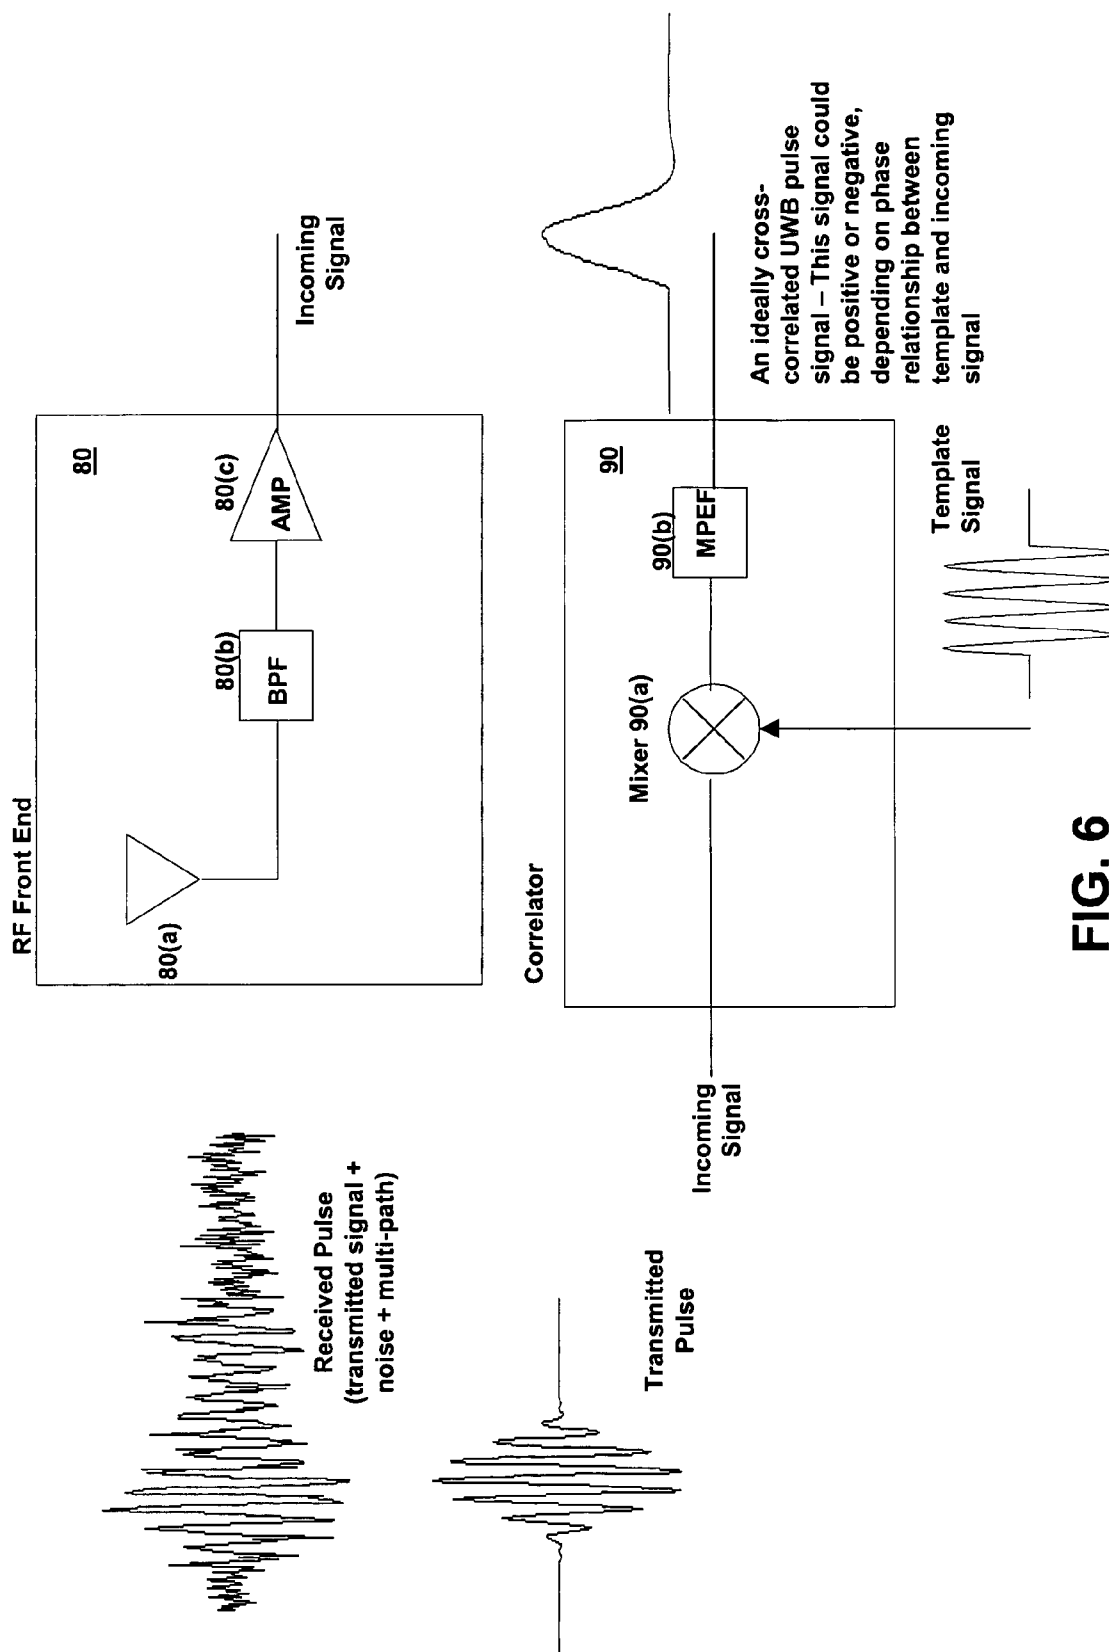 RF Front End
80
80(a)
80(b)
BPF
80(c)
AMP
Incoming
Signal
Received Pulse
(transmitted signal +
noise + multi-path)
Transmitted
Pulse
Correlator
90
Incoming
Signal
Mixer 90(a)
90(b)
MPEF
Template
Signal
An ideally cross-
correlated UWB pulse
signal – This signal could
be positive or negative,
depending on phase
relationship between
template and incoming
signal
FIG. 6